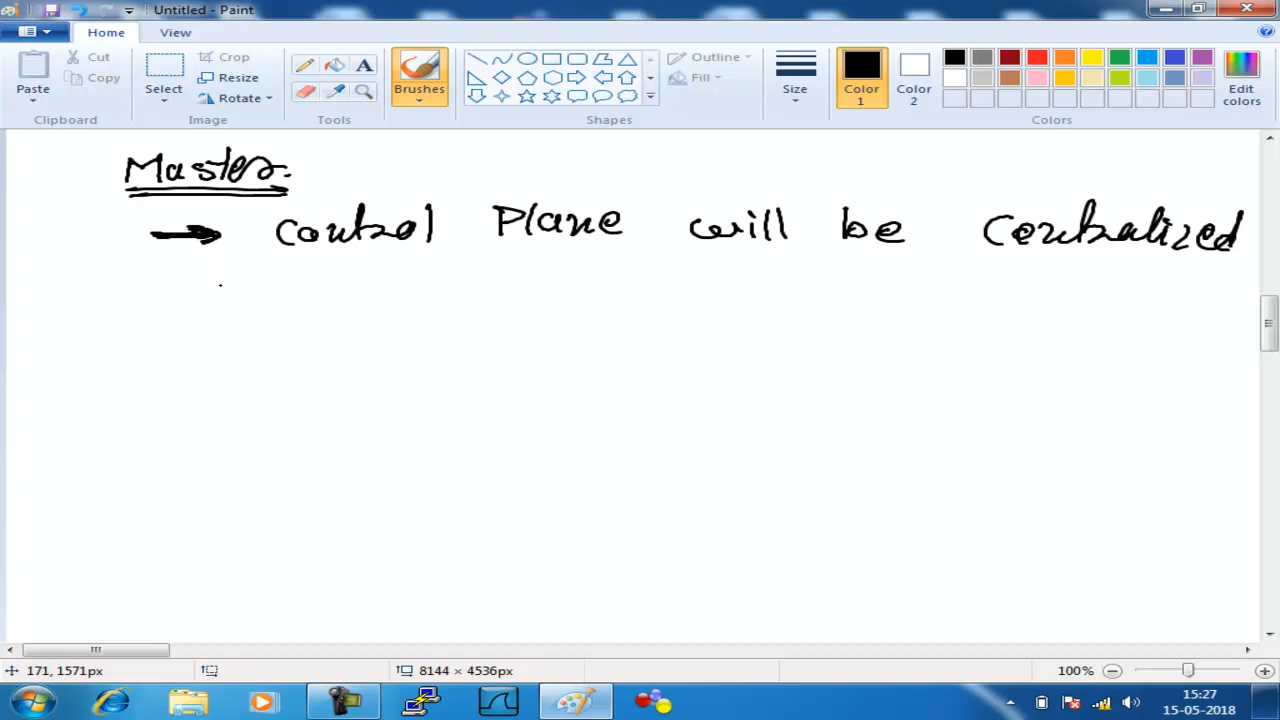 Untitled - Paint
Home View
Paste
Cut
Copy
Clipboard
Select
Crop
Resize
Rotate
Image
Tools
Brushes
Shapes
Outline
Fill
Size
Color 1
Color 2
Colors
Edit colors
Master.
→ Control Plane will be Centralized
171, 1571px
8144 × 4536px
100%
15:27
15-05-2018